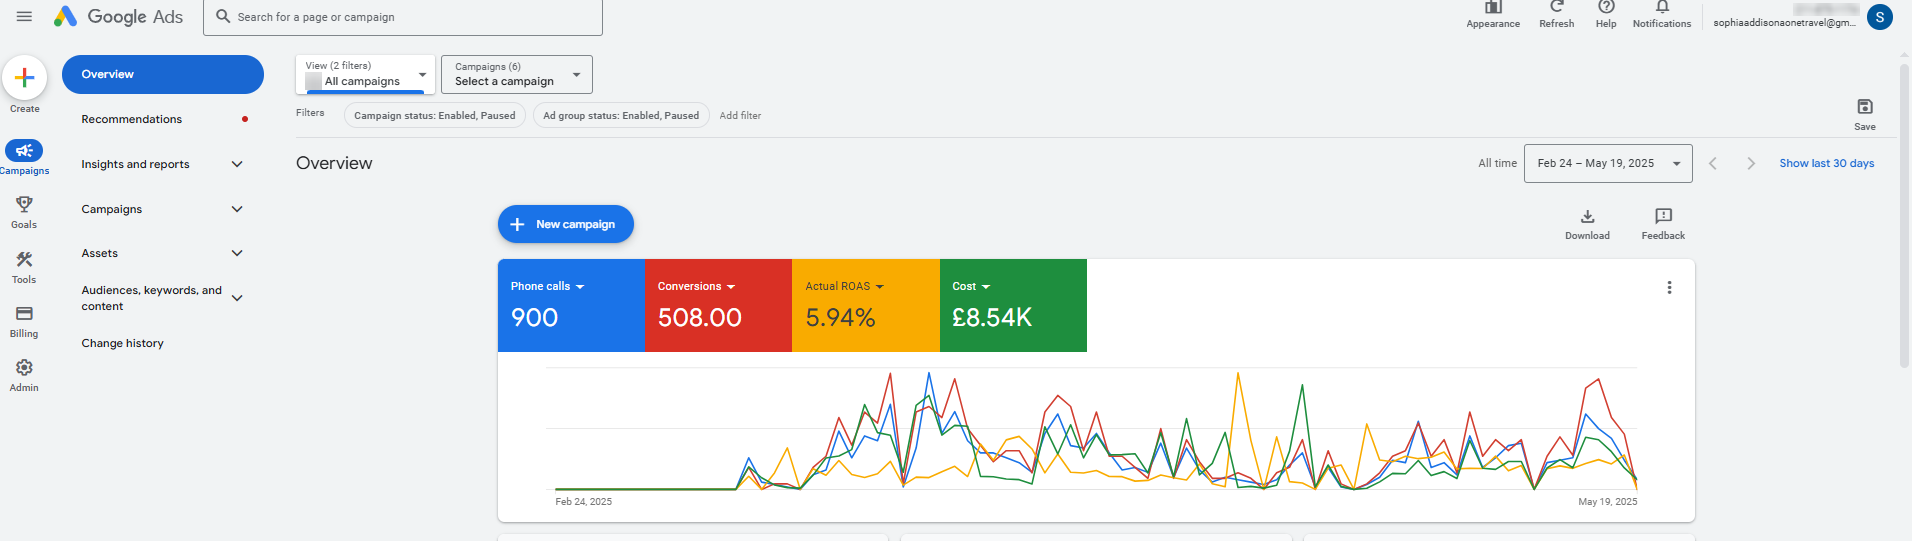 Google Ads
Search for a page or campaign
Appearance
Refresh
Help
Notifications
sophiaaddisonaonetravel@gm...
S
Create
Campaigns
Goals
Tools
Billing
Admin
Overview
Recommendations
Insights and reports
Campaigns
Assets
Audiences, keywords, and
content
Change history
View (2 filters)
All campaigns
Campaigns (6)
Select a campaign
Filters
Campaign status: Enabled, Paused
Ad group status: Enabled, Paused
Add filter
Save
Overview
All time
Feb 24 – May 19, 2025
Show last 30 days
New campaign
Download
Feedback
Phone calls
900
Conversions
508.00
Actual ROAS
5.94%
Cost
£8.54K
Feb 24, 2025
May 19, 2025